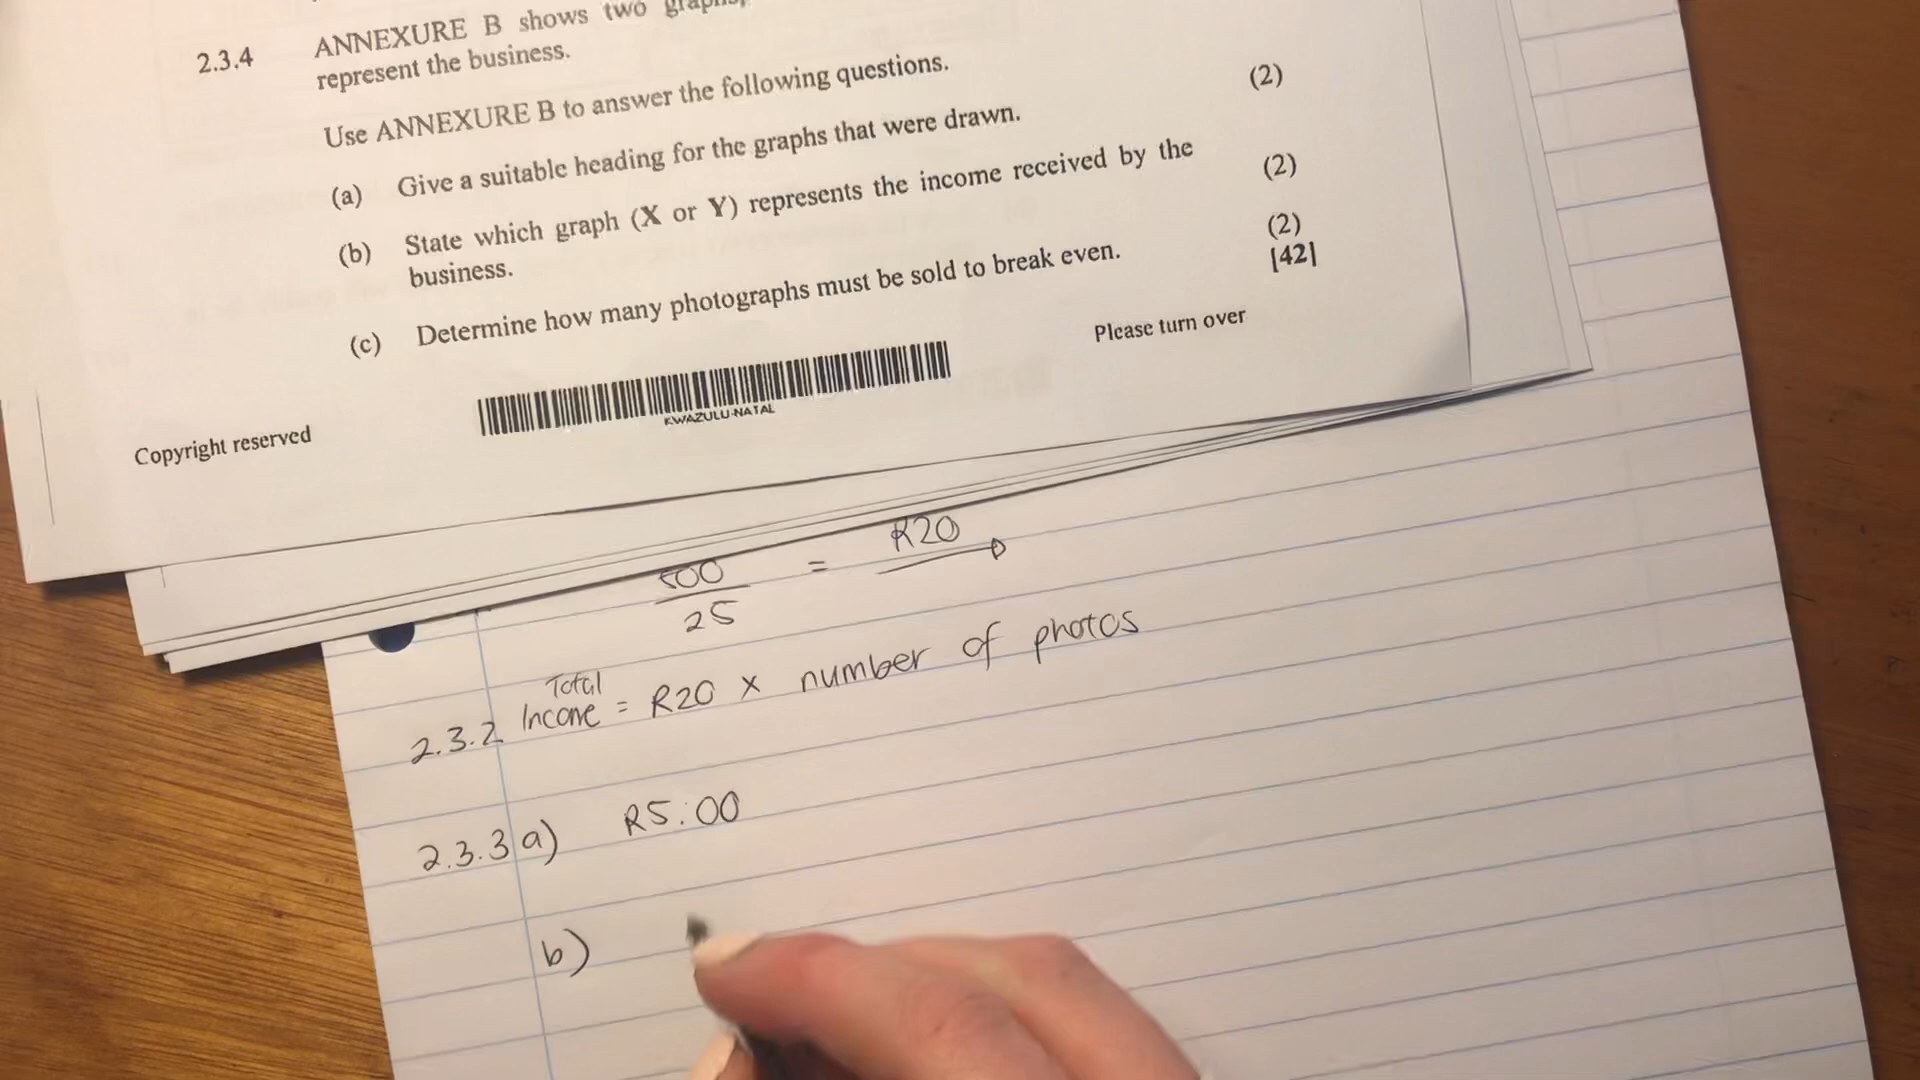 2.3.4 ANNEXURE B shows two graphs,
represent the business.
Use ANNEXURE B to answer the following questions.
(a) Give a suitable heading for the graphs that were drawn. (2)
(b) State which graph (X or Y) represents the income received by the
business. (2)
(c) Determine how many photographs must be sold to break even. (2)
[42]
Please turn over
KWAZULU-NATAL
Copyright reserved
500
25
= R20
2.3.2 Total
Income = R20 x number of photos
2.3.3 a) R5.00
b)